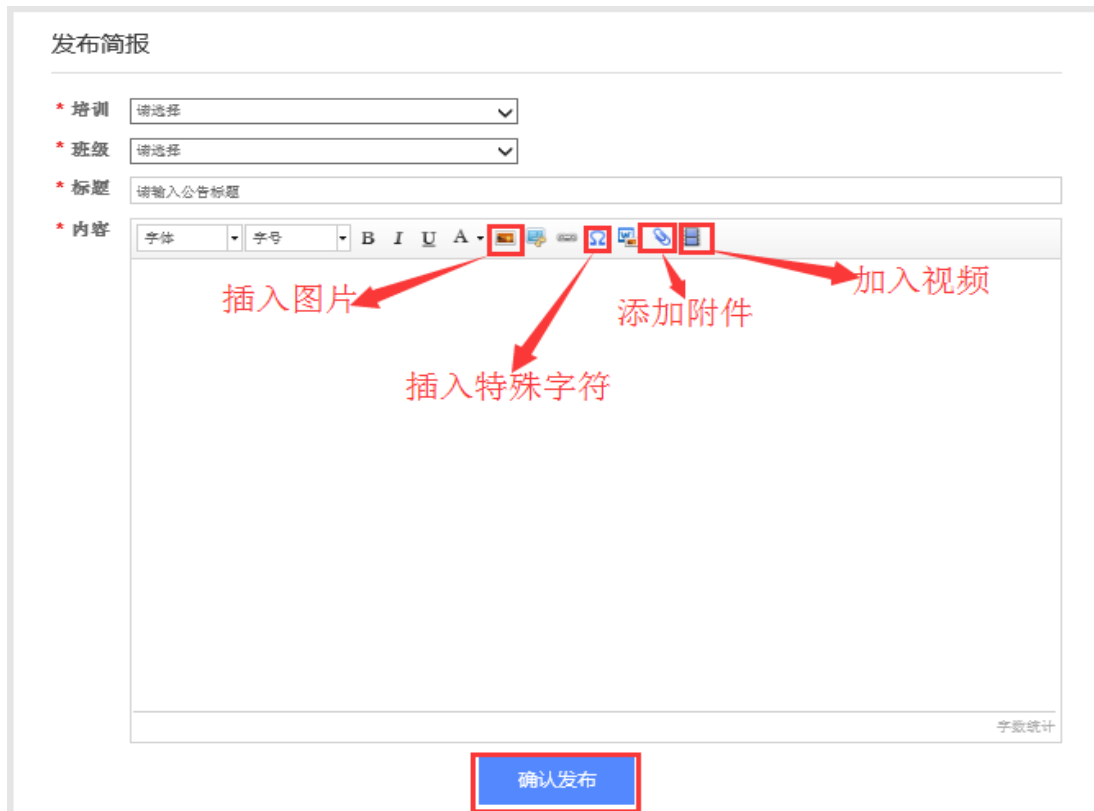 发布简报
* 培训 请选择
* 班级 请选择
* 标题 请输入公告标题
* 内容 字体 字号 B I U A Ω W
插入图片
加入视频
添加附件
插入特殊字符
字数统计
确认发布